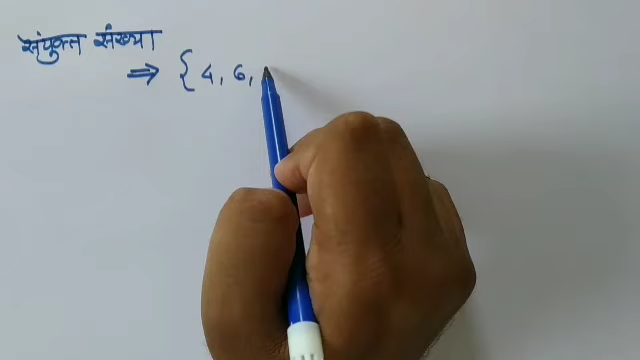 संयुक्त संख्या
⇒ { 4, 6,